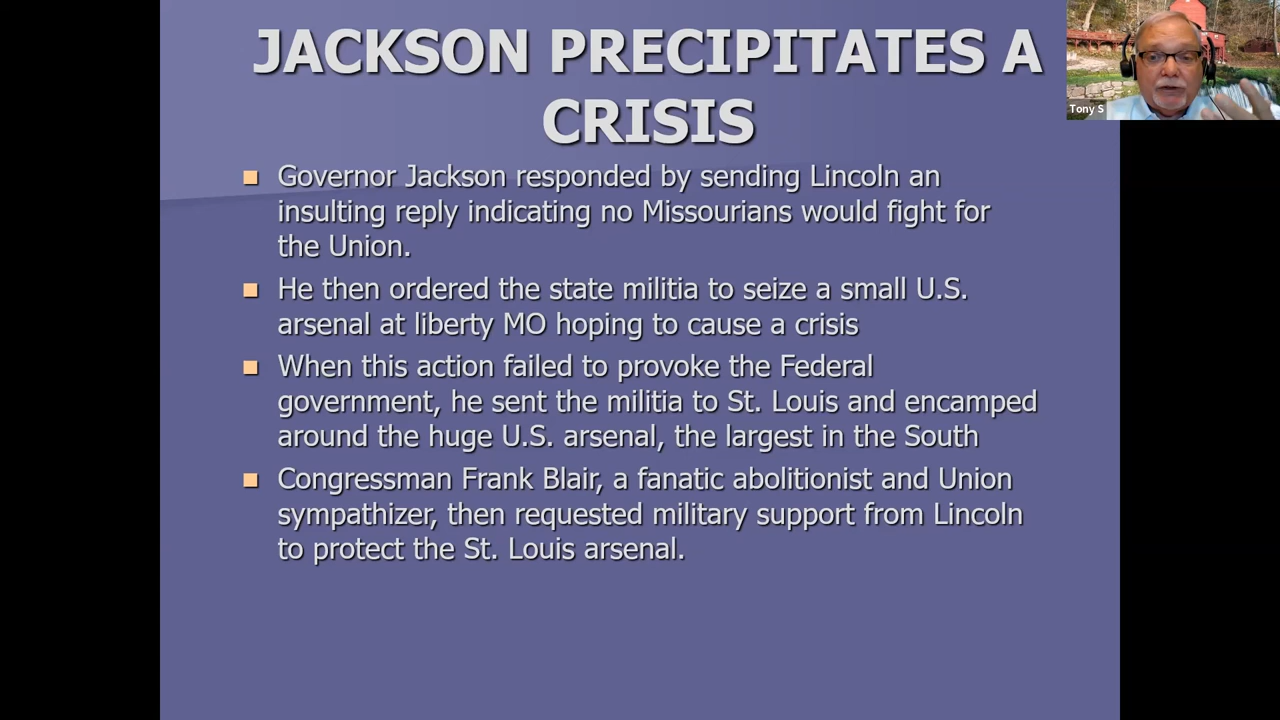 JACKSON PRECIPITATES A
CRISIS
Governor Jackson responded by sending Lincoln an
insulting reply indicating no Missourians would fight for
the Union.
He then ordered the state militia to seize a small U.S.
arsenal at liberty MO hoping to cause a crisis
When this action failed to provoke the Federal
government, he sent the militia to St. Louis and encamped
around the huge U.S. arsenal, the largest in the South
Congressman Frank Blair, a fanatic abolitionist and Union
sympathizer, then requested military support from Lincoln
to protect the St. Louis arsenal.
Tony S